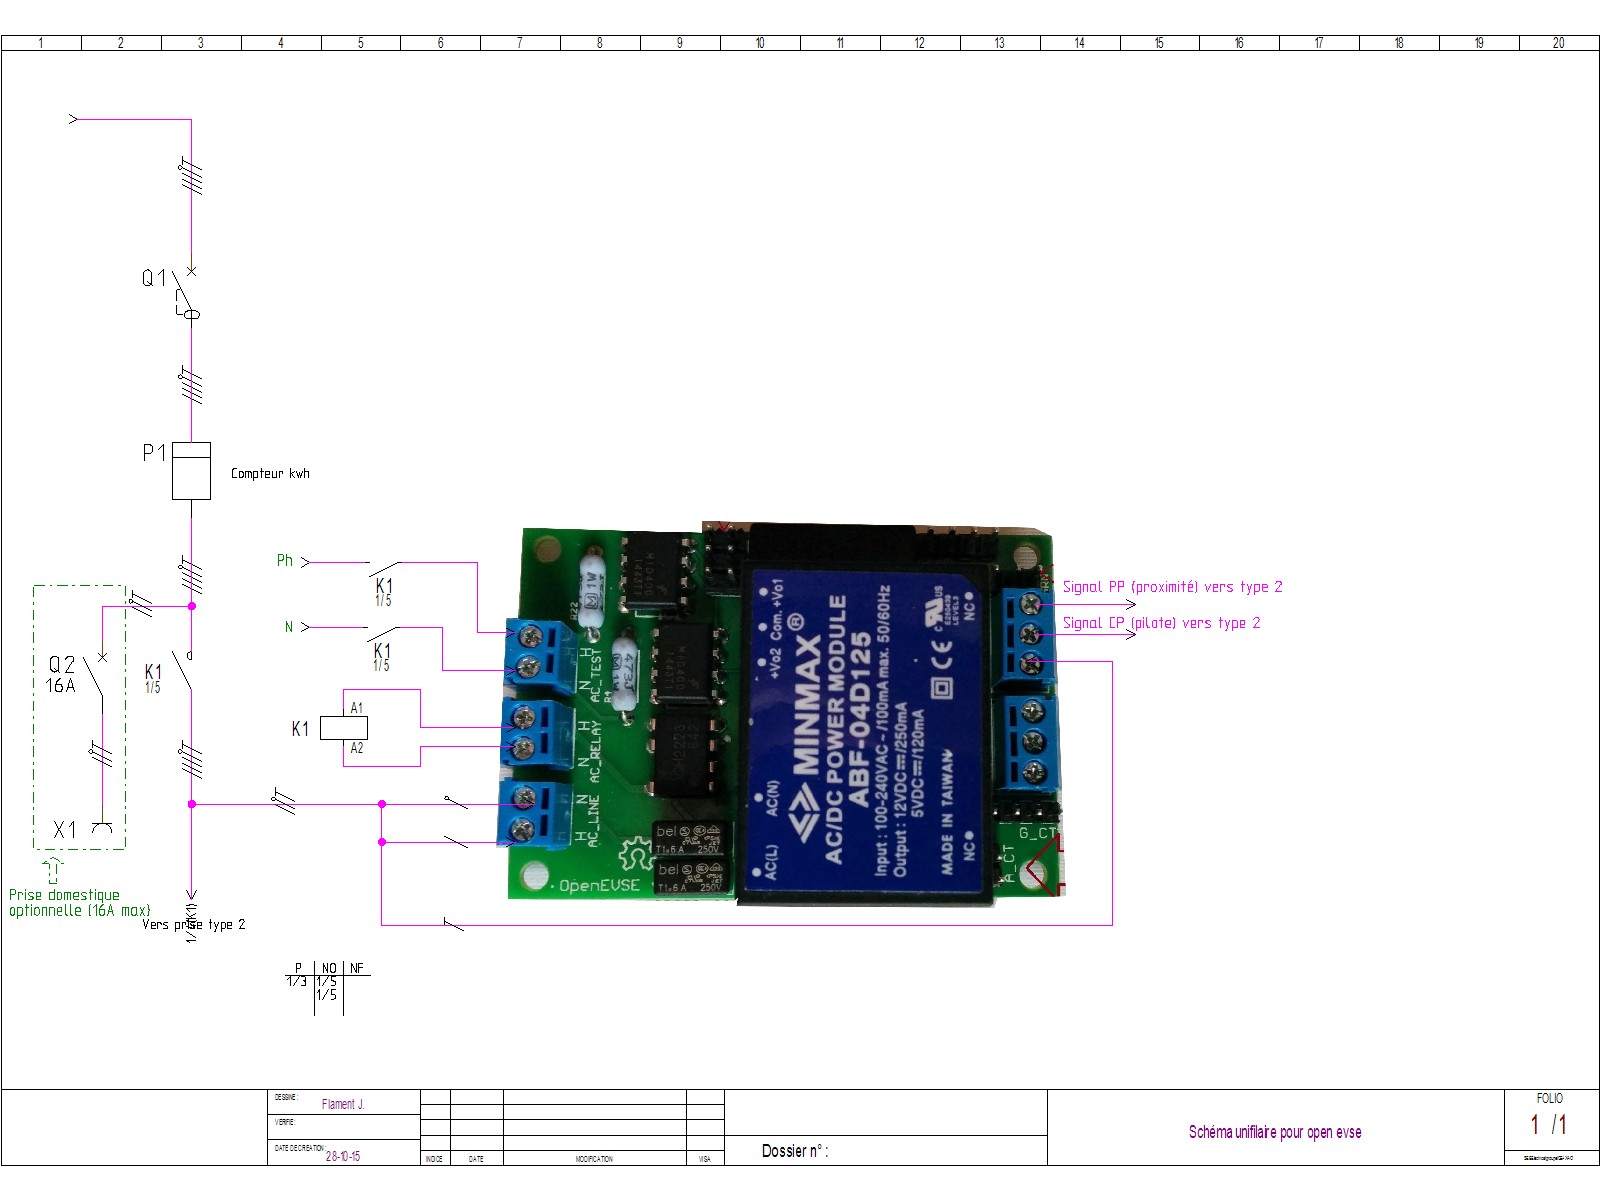 1 2 3 4 5 6 7 8 9 10 11 12 13 14 15 16 17 18 19 20
Q1
P1
Compteur kwh
Q2
16A
K1
1/5
X1
Prise domestique
optionnelle (16A max)
Vers prise type 2
Ph
K1
1/5
N
K1
1/5
K1
A1
A2
P NO NF
1/3 1/5
1/5
H
N
AC_TEST
H
N
AC_RELAY
N
H
AC_LINE
R22
1W
R1
473J
OpenEVSE
bel
T1.6A 250V
bel
T1.6A 250V
+Vo2 Com. +Vo1
AC(L) AC(N)
MINMAX®
AC/DC POWER MODULE
ABF-04D125
Input : 100-240VAC ~ /100mA max. 50/60Hz
Output : 12VDC /250mA
5VDC /120mA
MADE IN TAIWAN
NC
NC
c US
E260439
LEVEL3
CE
G_CT
A_CT
Signal PP (proximité) vers type 2
Signal CP (pilote) vers type 2
DESSINE :
Flament J.
VERIFIE :
DATE DE CREATION :
28-10-15
INDICE DATE MODIFICATION VISA
Dossier n° :
Schéma unifilaire pour open evse
FOLIO
1 /1